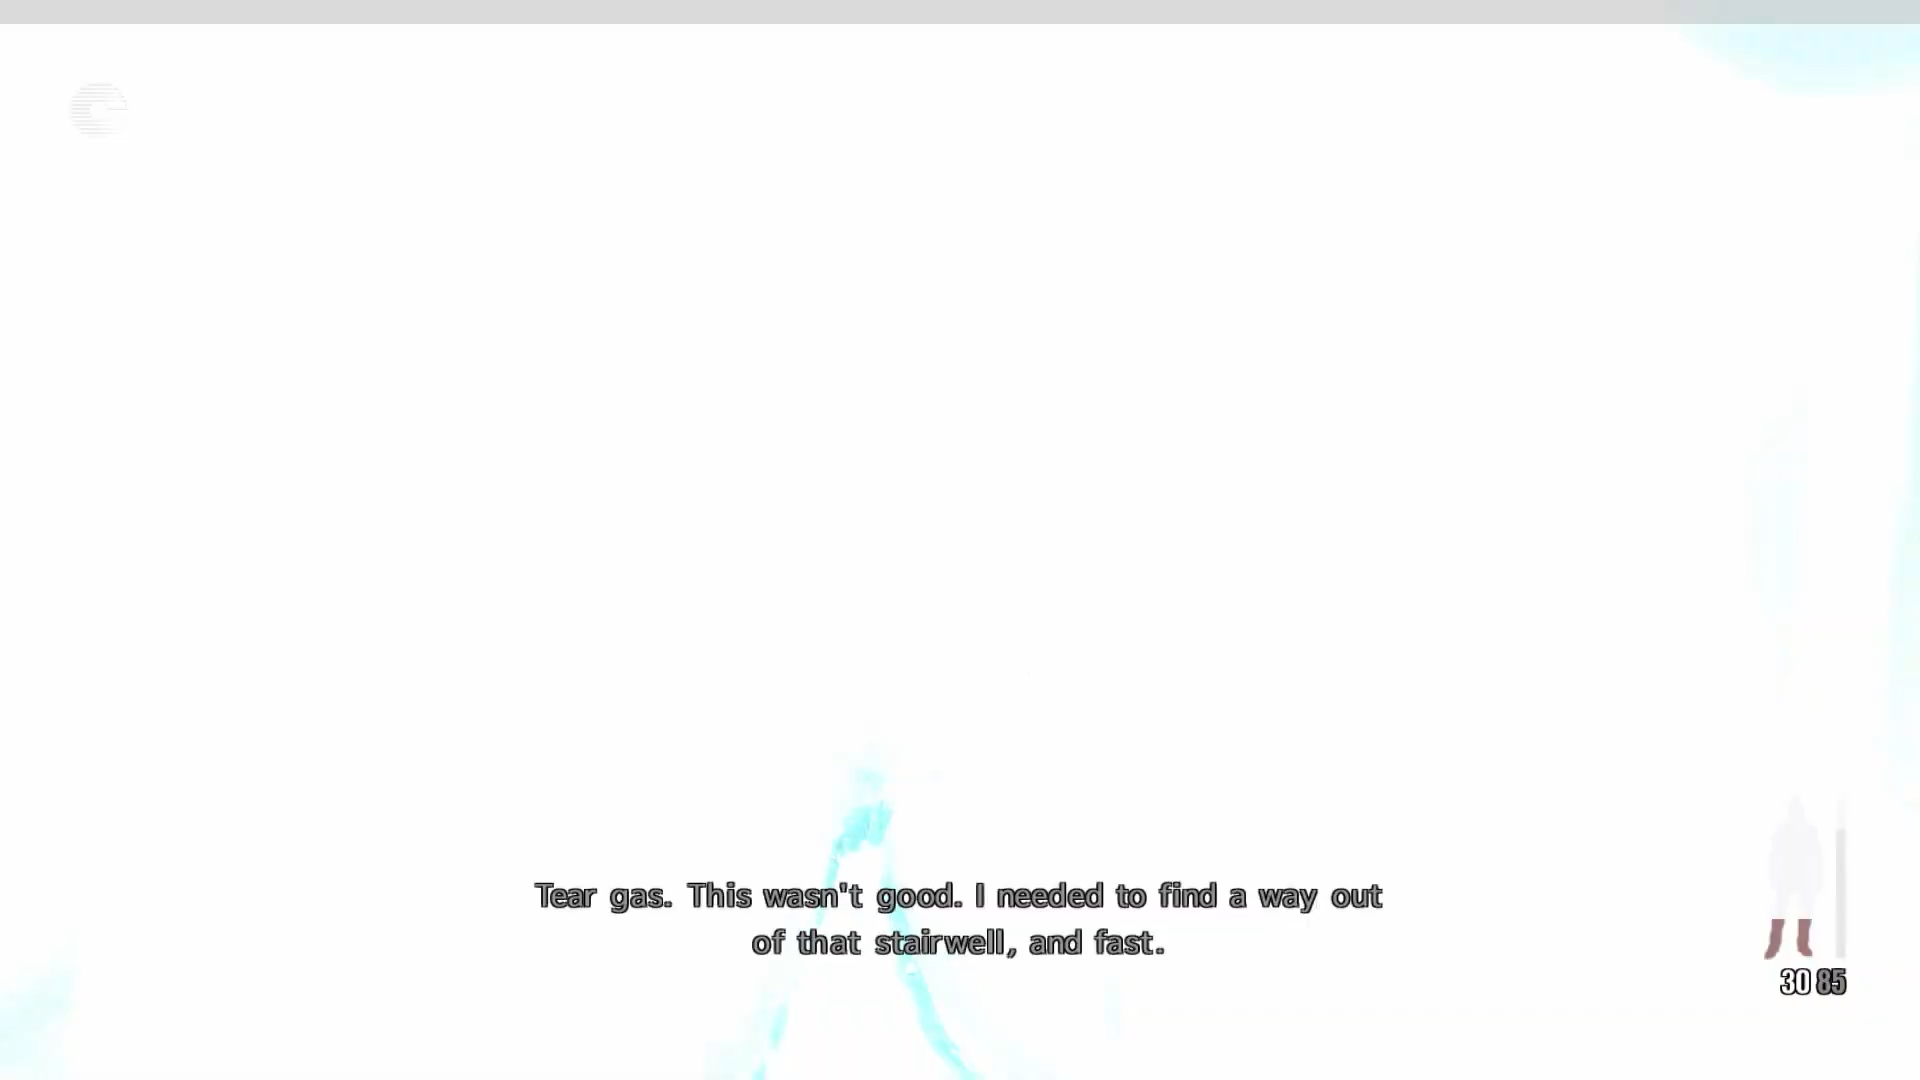 Tear gas. This wasn't good. I needed to find a way out
of that stairwell, and fast.
30 85